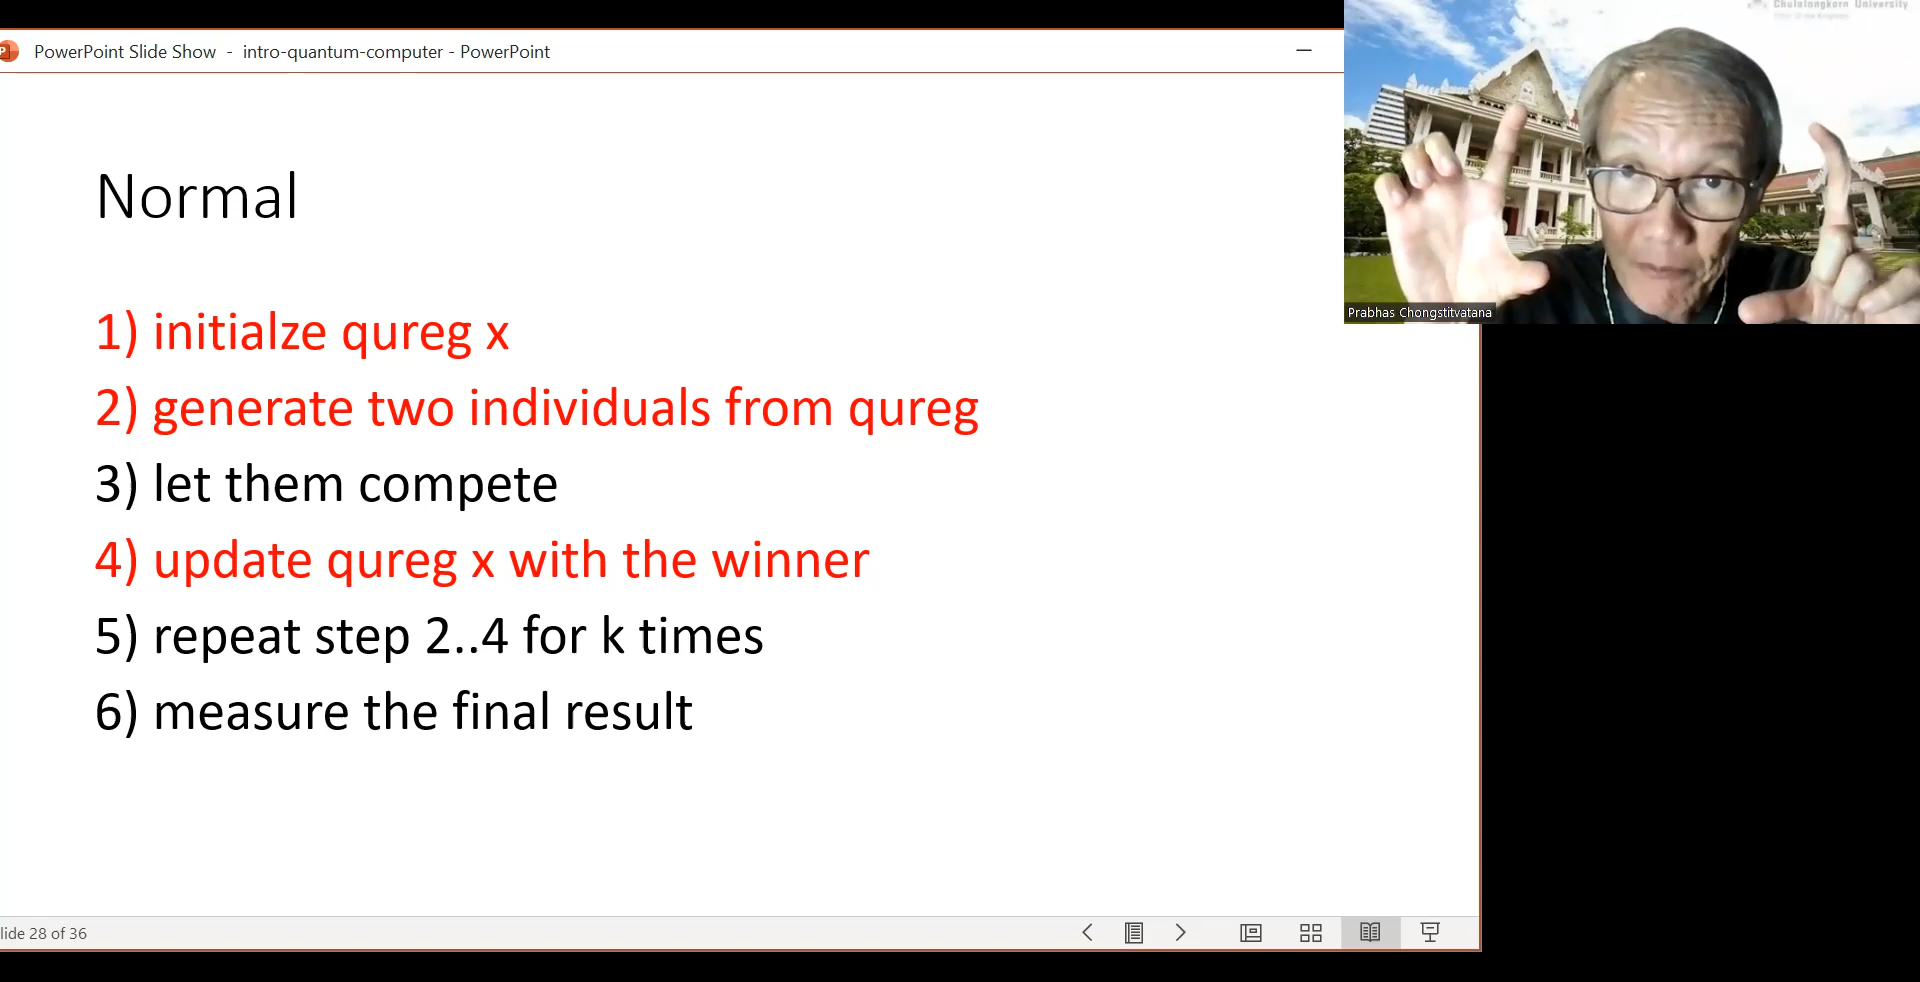 PowerPoint Slide Show - intro-quantum-computer - PowerPoint
Chulalongkorn University
Normal
1) initialze qureg x
2) generate two individuals from qureg
3) let them compete
4) update qureg x with the winner
5) repeat step 2..4 for k times
6) measure the final result
Prabhas Chongstitvatana
lide 28 of 36